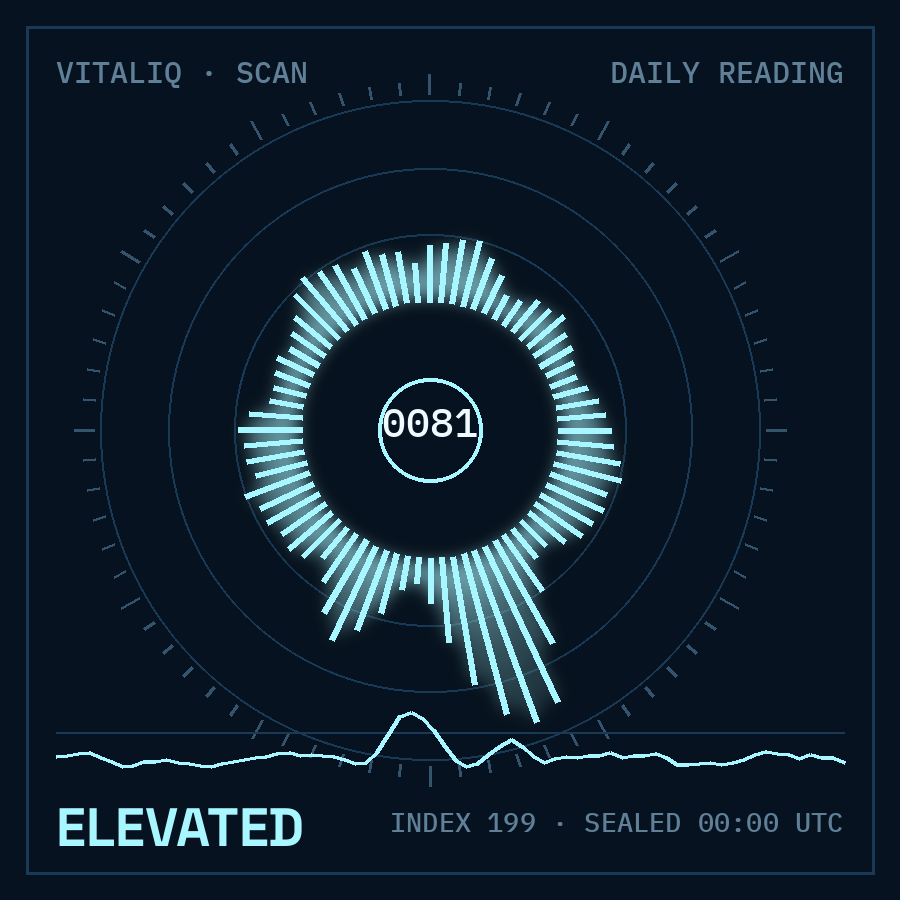 VITALIQ · SCAN
DAILY READING
0081
ELEVATED
INDEX 199 · SEALED 00:00 UTC